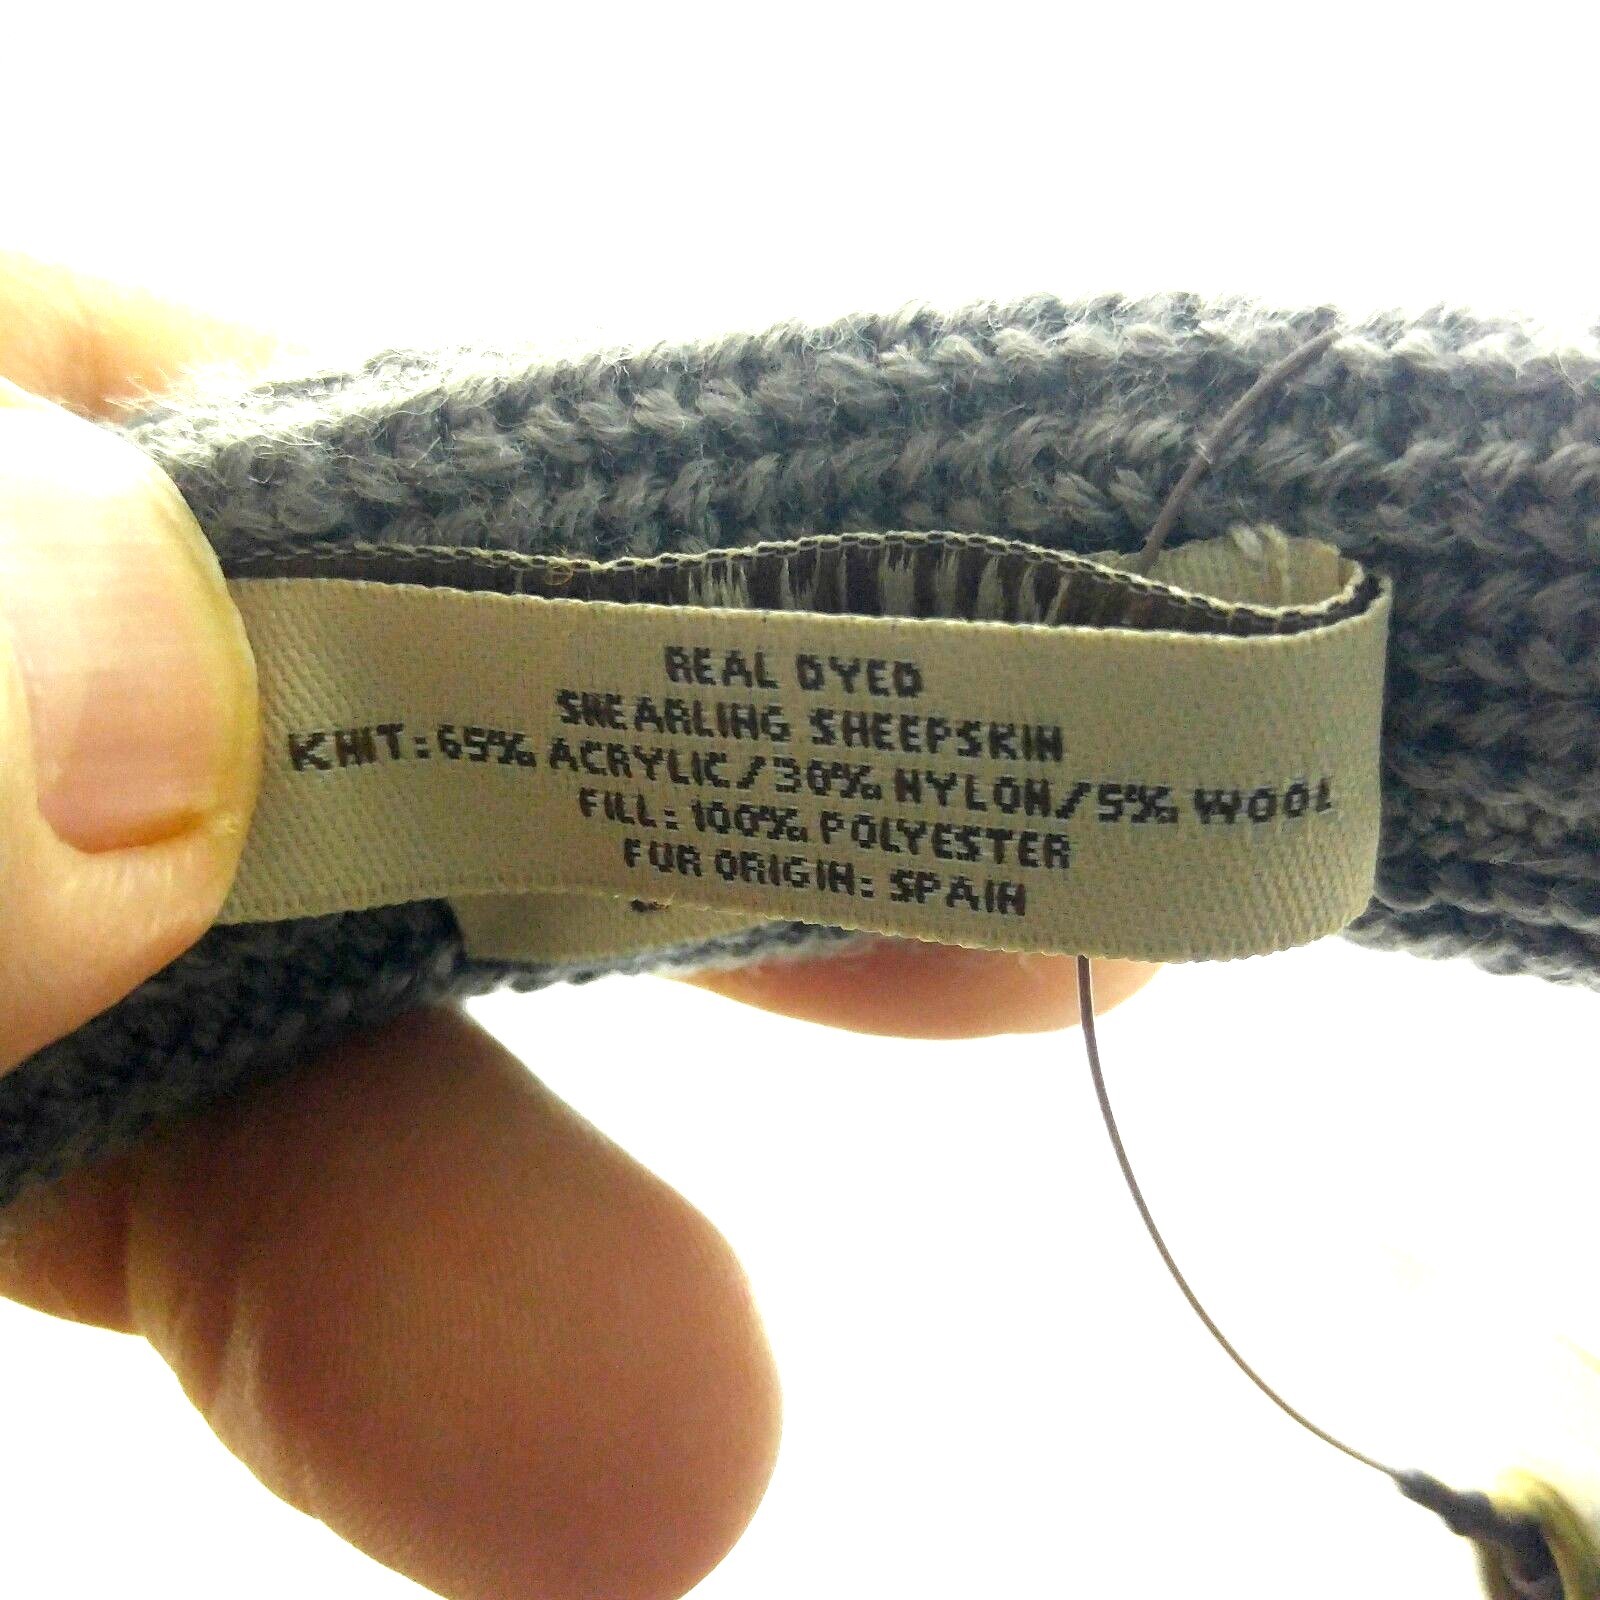 REAL DYED
SHEARLING SHEEPSKIN
KNIT: 65% ACRYLIC/30% NYLON/5% WOOL
FILL: 100% POLYESTER
FUR ORIGIN: SPAIN